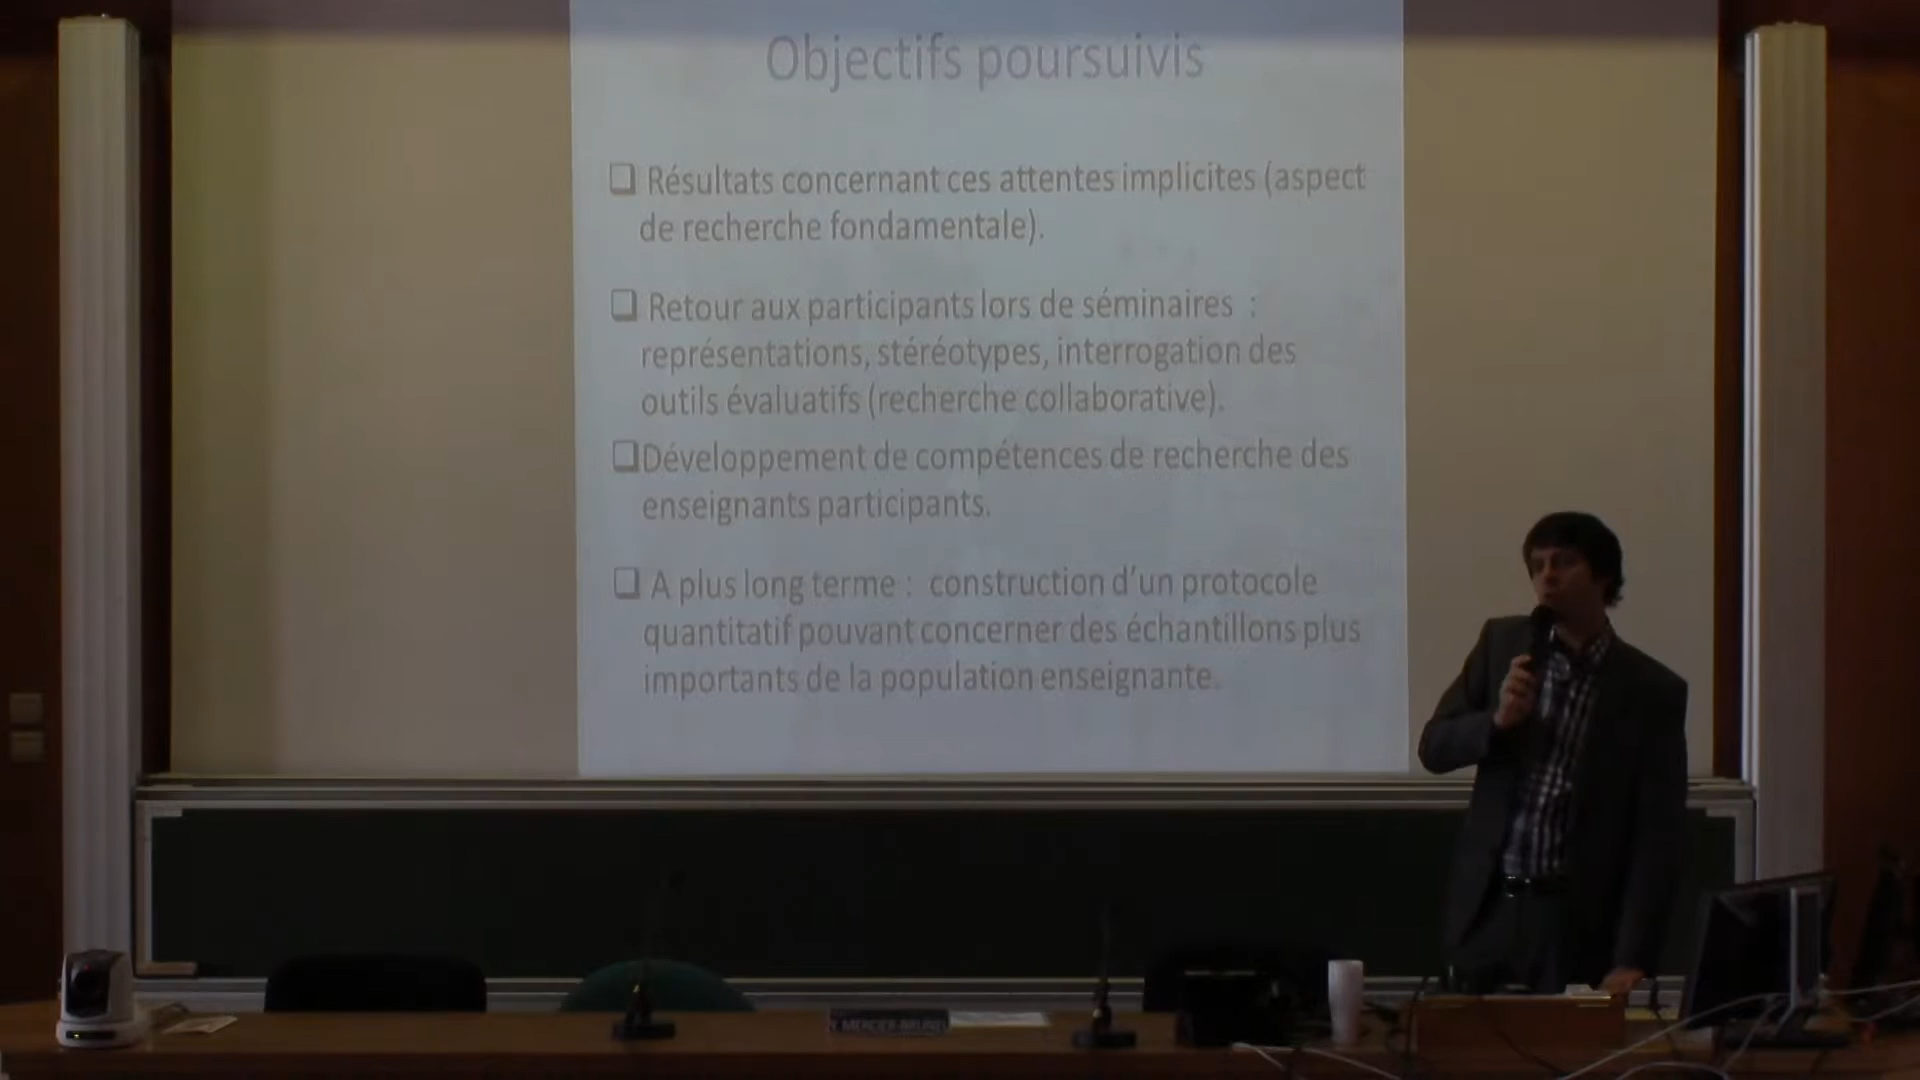 Objectifs poursuivis
❑ Résultats concernant ces attentes implicites (aspect
de recherche fondamentale).
❑ Retour aux participants lors de séminaires :
représentations, stéréotypes, interrogation des
outils évaluatifs (recherche collaborative).
❑Développement de compétences de recherche des
enseignants participants.
❑ A plus long terme : construction d’un protocole
quantitatif pouvant concerner des échantillons plus
importants de la population enseignante.
MERCIER-BRUNEL